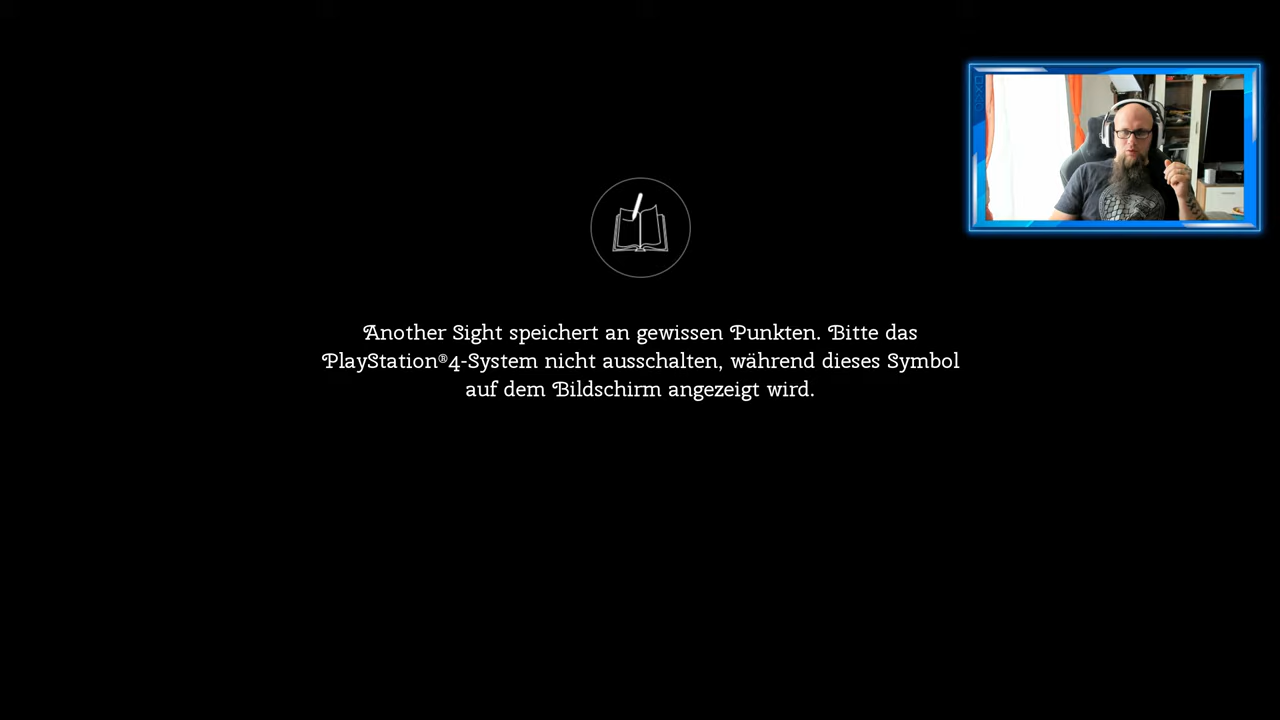 Another Sight speichert an gewissen Punkten. Bitte das
PlayStation®4-System nicht ausschalten, während dieses Symbol
auf dem Bildschirm angezeigt wird.